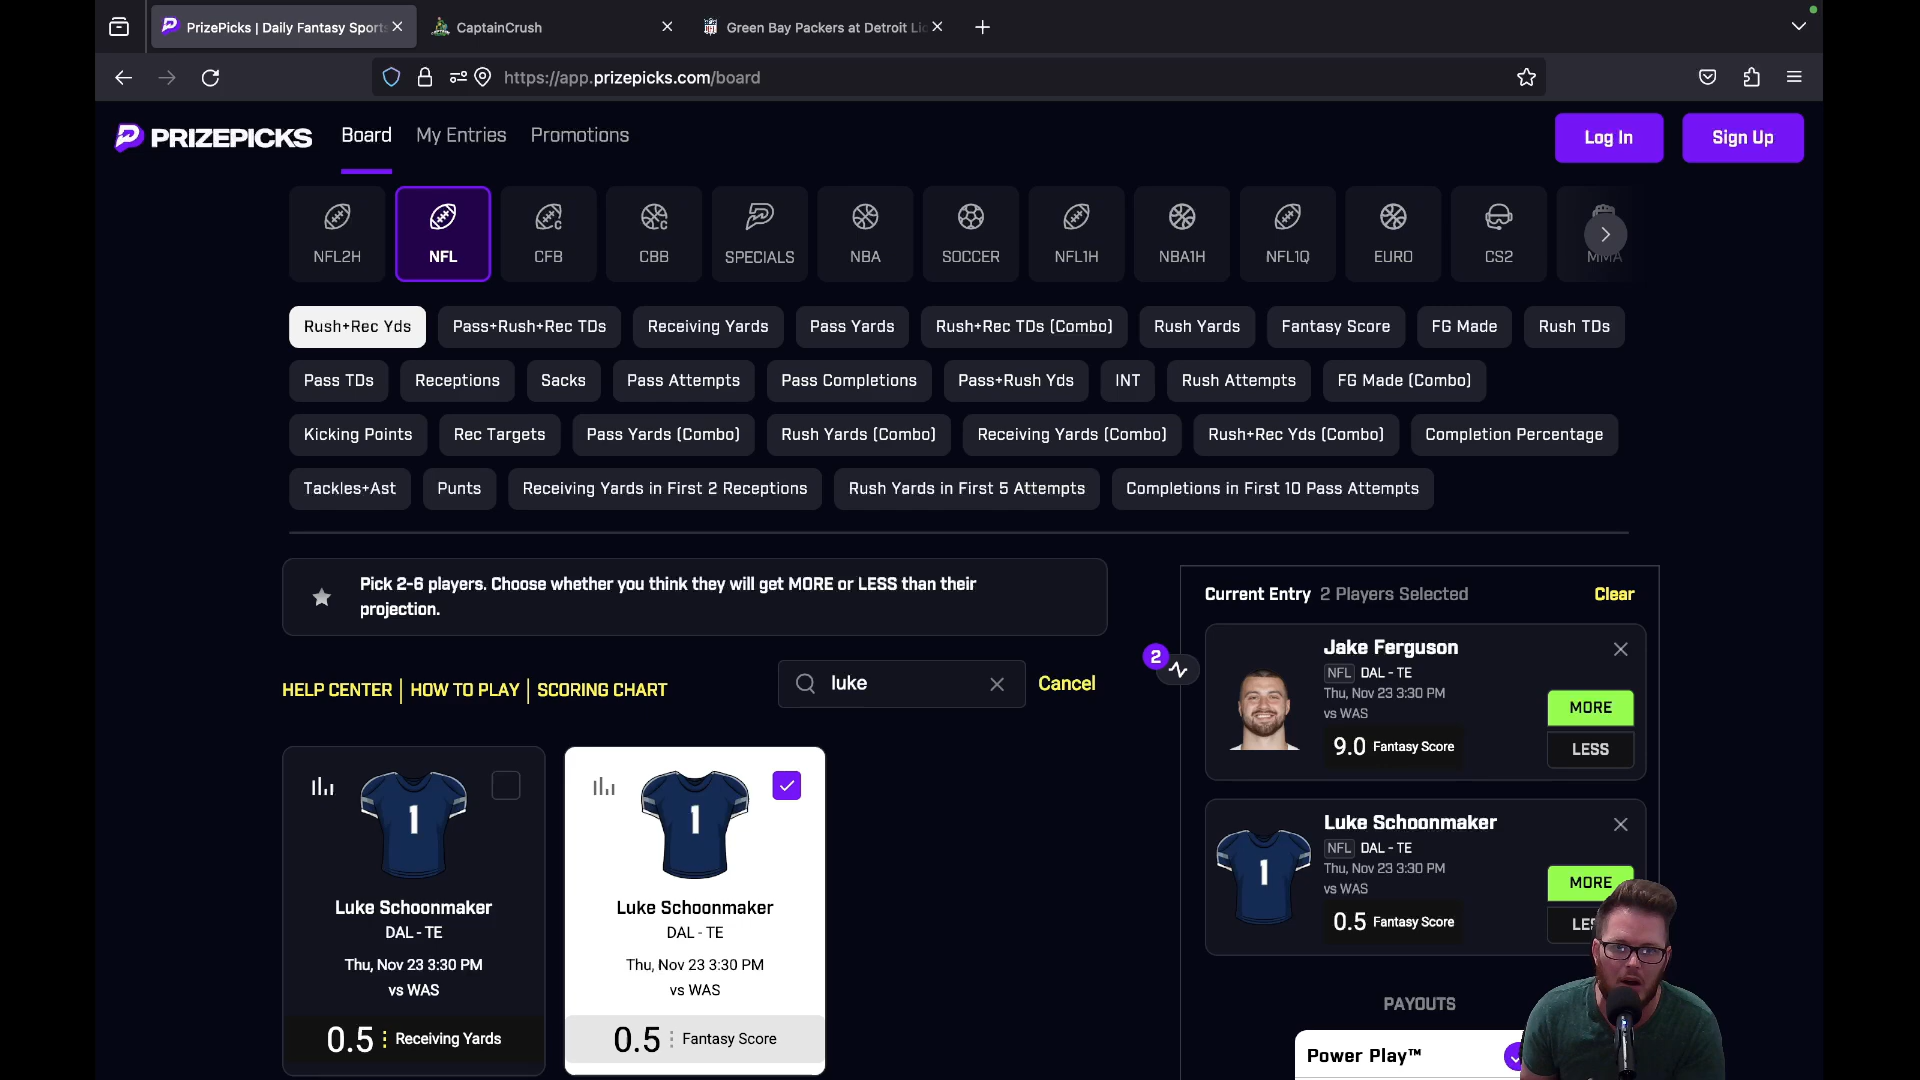 PrizePicks | Daily Fantasy Sports
CaptainCrush
Green Bay Packers at Detroit Lio
https://app.prizepicks.com/board
PRIZEPICKS
Board
My Entries
Promotions
Log In
Sign Up
NFL2H
NFL
CFB
CBB
SPECIALS
NBA
SOCCER
NFL1H
NBA1H
NFL1Q
EURO
CS2
MMA
Rush+Rec Yds
Pass+Rush+Rec TDs
Receiving Yards
Pass Yards
Rush+Rec TDs (Combo)
Rush Yards
Fantasy Score
FG Made
Rush TDs
Pass TDs
Receptions
Sacks
Pass Attempts
Pass Completions
Pass+Rush Yds
INT
Rush Attempts
FG Made (Combo)
Kicking Points
Rec Targets
Pass Yards (Combo)
Rush Yards (Combo)
Receiving Yards (Combo)
Rush+Rec Yds (Combo)
Completion Percentage
Tackles+Ast
Punts
Receiving Yards in First 2 Receptions
Rush Yards in First 5 Attempts
Completions in First 10 Pass Attempts
Pick 2-6 players. Choose whether you think they will get MORE or LESS than their
projection.
HELP CENTER | HOW TO PLAY | SCORING CHART
luke
Cancel
1
Luke Schoonmaker
DAL - TE
Thu, Nov 23 3:30 PM
vs WAS
0.5 Receiving Yards
1
Luke Schoonmaker
DAL - TE
Thu, Nov 23 3:30 PM
vs WAS
0.5 Fantasy Score
Current Entry 2 Players Selected
Clear
2
Jake Ferguson
NFL DAL - TE
Thu, Nov 23 3:30 PM
vs WAS
9.0 Fantasy Score
MORE
LESS
1
Luke Schoonmaker
NFL DAL - TE
Thu, Nov 23 3:30 PM
vs WAS
0.5 Fantasy Score
MORE
LES
PAYOUTS
Power Play™